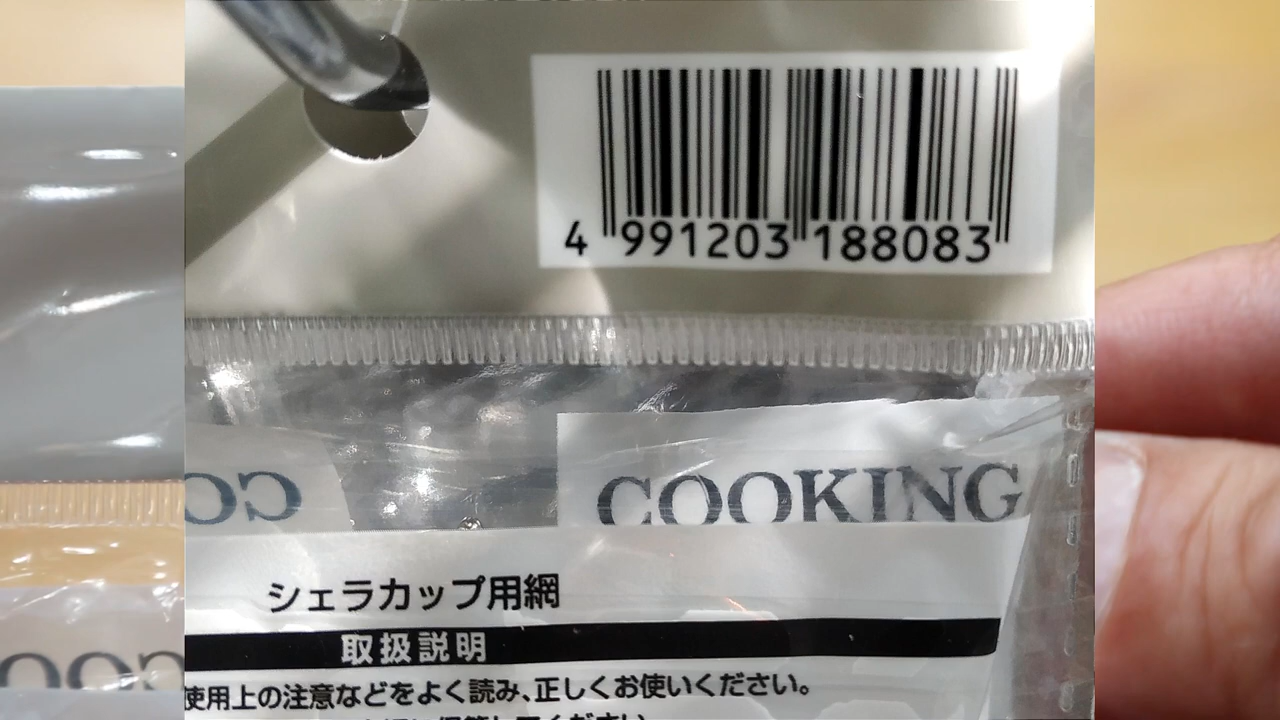 4 991203 188083
COOKING
シェラカップ用網
取扱説明
使用上の注意などをよく読み、正しくお使いください。